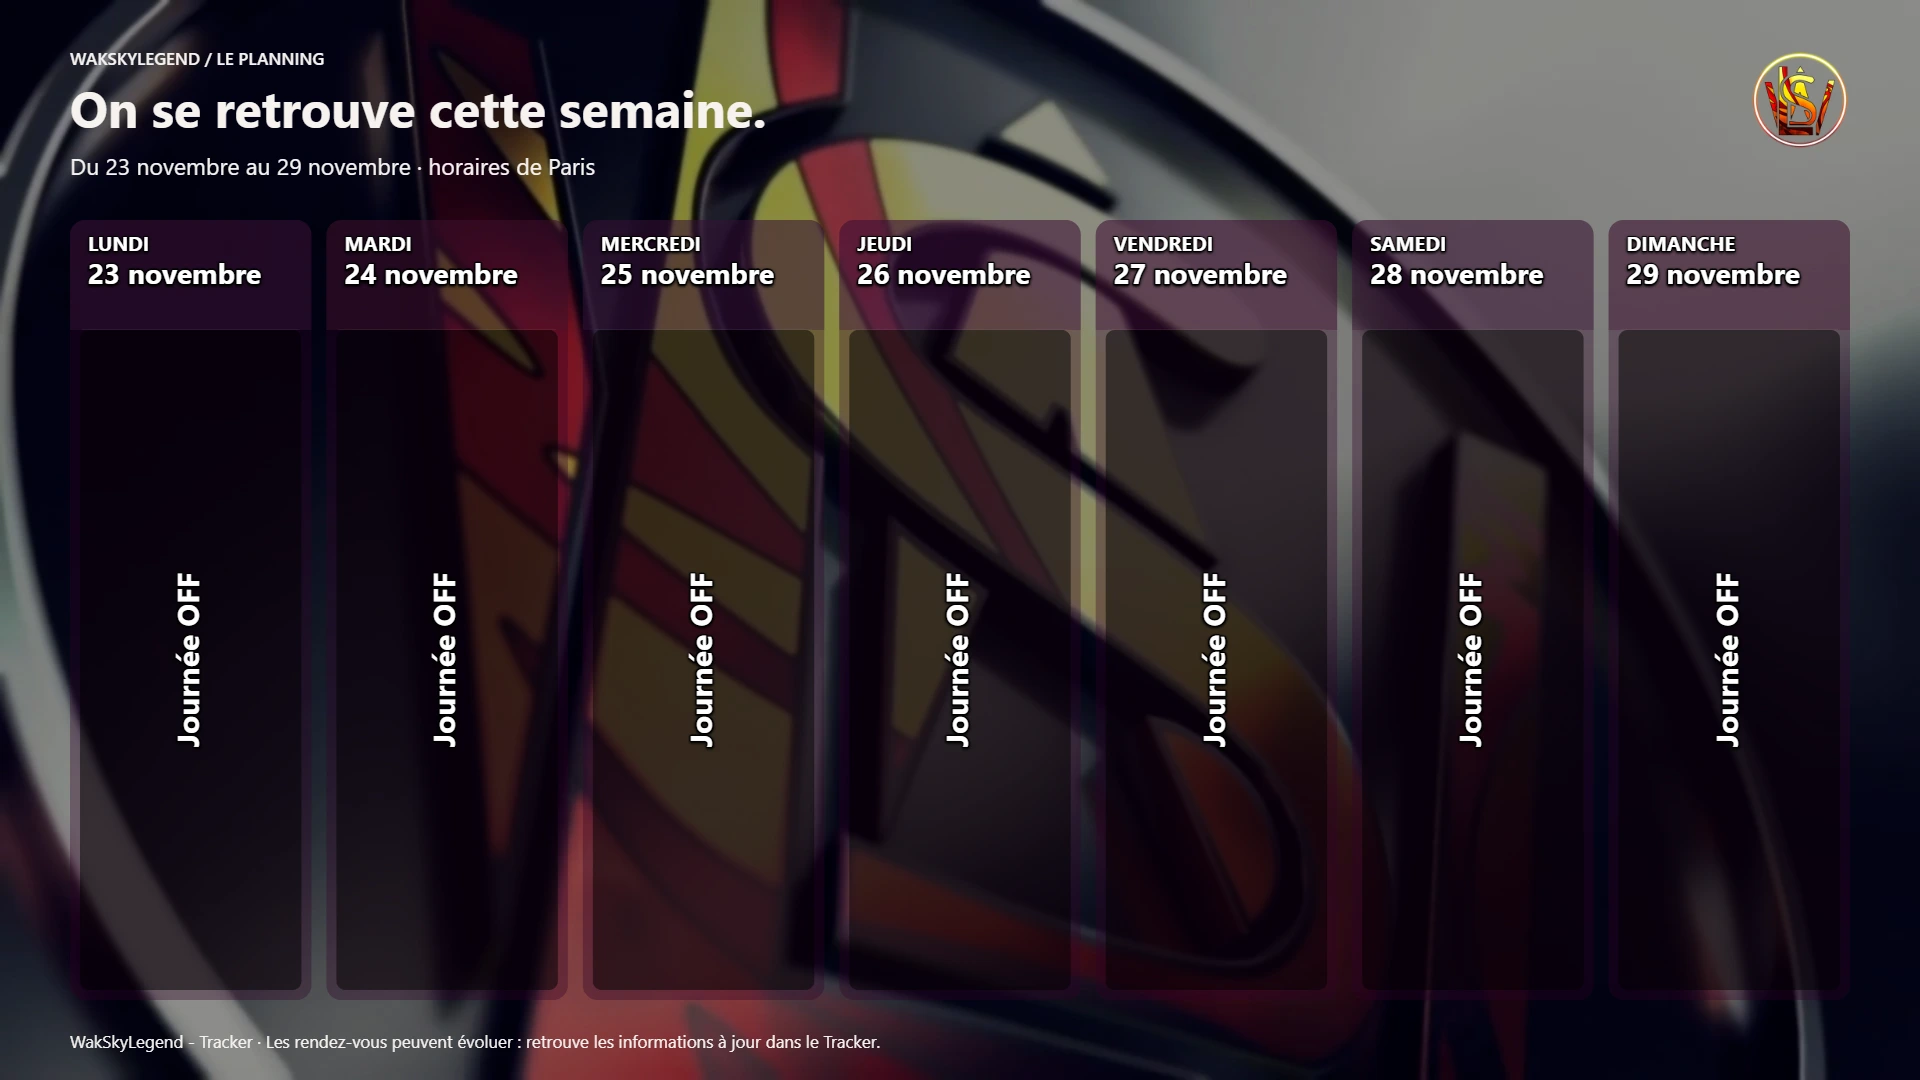 WAKSKYLEGEND / LE PLANNING
On se retrouve cette semaine.
Du 23 novembre au 29 novembre · horaires de Paris
LUNDI
23 novembre
Journée OFF
MARDI
24 novembre
Journée OFF
MERCREDI
25 novembre
Journée OFF
JEUDI
26 novembre
Journée OFF
VENDREDI
27 novembre
Journée OFF
SAMEDI
28 novembre
Journée OFF
DIMANCHE
29 novembre
Journée OFF
WakSkyLegend - Tracker · Les rendez-vous peuvent évoluer : retrouve les informations à jour dans le Tracker.